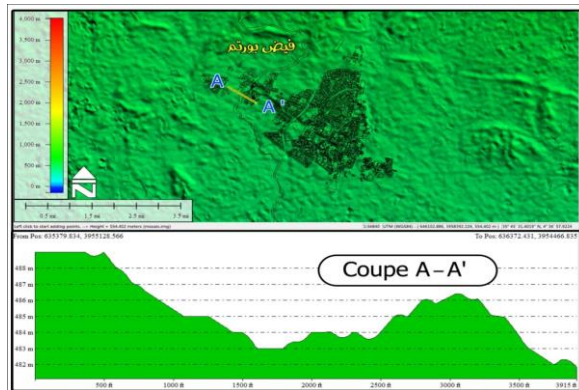 4,000 m
3,500 m
3,000 m
2,500 m
2,000 m
1,500 m
1,000 m
500 m
0 m
فيض بورتم
A
A '
N
0.5 mi 1.5 mi 2.5 mi 3.5 mi
From Pos: 635379.834, 3955128.566 To Pos: 636372.431, 3954466.835
Coupe A-A'
488 m
486 m
485 m
484 m
482 m
500 ft 1000 ft 1500 ft 2000 ft 2500 ft 3000 ft 3500 ft 3915 ft